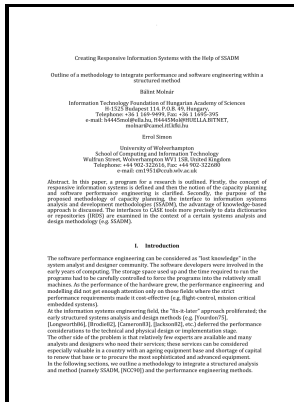 Creating Responsive Information Systems with the Help of SSADM
Outline of a methodology to integrate performance and software engineering within a
structured method
Bálint Molnár
Information Technology Foundation of Hungarian Academy of Sciences
H-1525 Budapest 114. P.O.B. 49, Hungary,
Telephone: +36 1 169-9499, Fax: +36 1 1695-395
e-mail: h4445mol@ella.hu, H4445Mol@HUELLA.BITNET,
molnar@camel.itf.kfki.hu
Errol Simon
University of Wolverhampton
School of Computing and Information Technology
Wulfrun Street, Wolverhampton WV1 1SB, United Kingdom
Telephone: +44 902-322616, Fax: +44 902-322680
e-mail: cm1951@ccub.wlv.ac.uk
Abstract. In this paper, a program for a research is outlined. Firstly, the concept of
responsive information systems is defined and then the notion of the capacity planning
and software performance engineering is clarified. Secondly, the purpose of the
proposed methodology of capacity planning, the interface to information systems
analysis and development methodologies (SSADM), the advantage of knowledge-based
approach is discussed. The interfaces to CASE tools more precisely to data dictionaries
or repositories (IRDS) are examined in the context of a certain systems analysis and
design methodology (e.g. SSADM).
I. Introduction
The software performance engineering can be considered as "lost knowledge" in the
system analyst and designer community. The software developers were involved in the
early years of computing. The storage space used up and the time required to run the
programs had to be carefully controlled to force the programs into the relatively small
machines. As the performance of the hardware grew, the performance engineering and
modelling did not get enough attention only on those fields where the strict
performance requirements made it cost-effective (e.g. flight-control, mission critical
embedded systems).
At the information systems engineering field, the "fix-it-later" approach proliferated; the
early structured systems analysis and design methods (e.g. [Yourdon75],
[Longworth86], [Brodie82], [Cameron83], [Jackson82], etc.) deferred the performance
considerations to the technical and physical design or implementation stage.
The other side of the problem is that relatively few experts are available and many
analysts and designers who need their services; these services can be considered
especially valuable in a country with an ageing equipment base and shortage of capital
to renew that base or to procure the most sophisticated and advanced equipment.
In the following sections, we outline a methodology to integrate a structured analysis
and method (namely SSADM, [NCC90]) and the performance engineering methods.